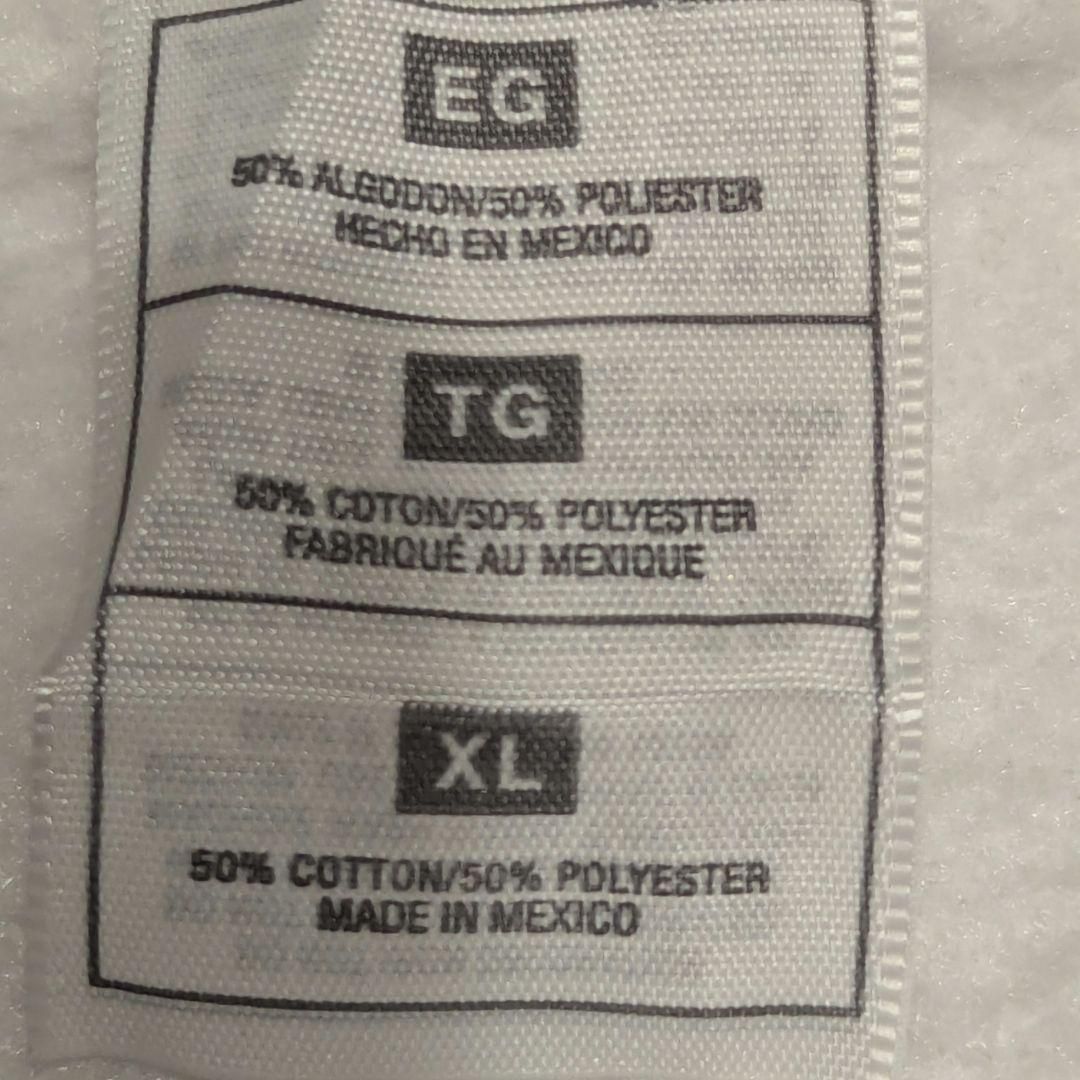 EG
50% ALGODON/50% POLIESTER
HECHO EN MEXICO
TG
50% COTON/50% POLYESTER
FABRIQUÉ AU MEXIQUE
XL
50% COTTON/50% POLYESTER
MADE IN MEXICO